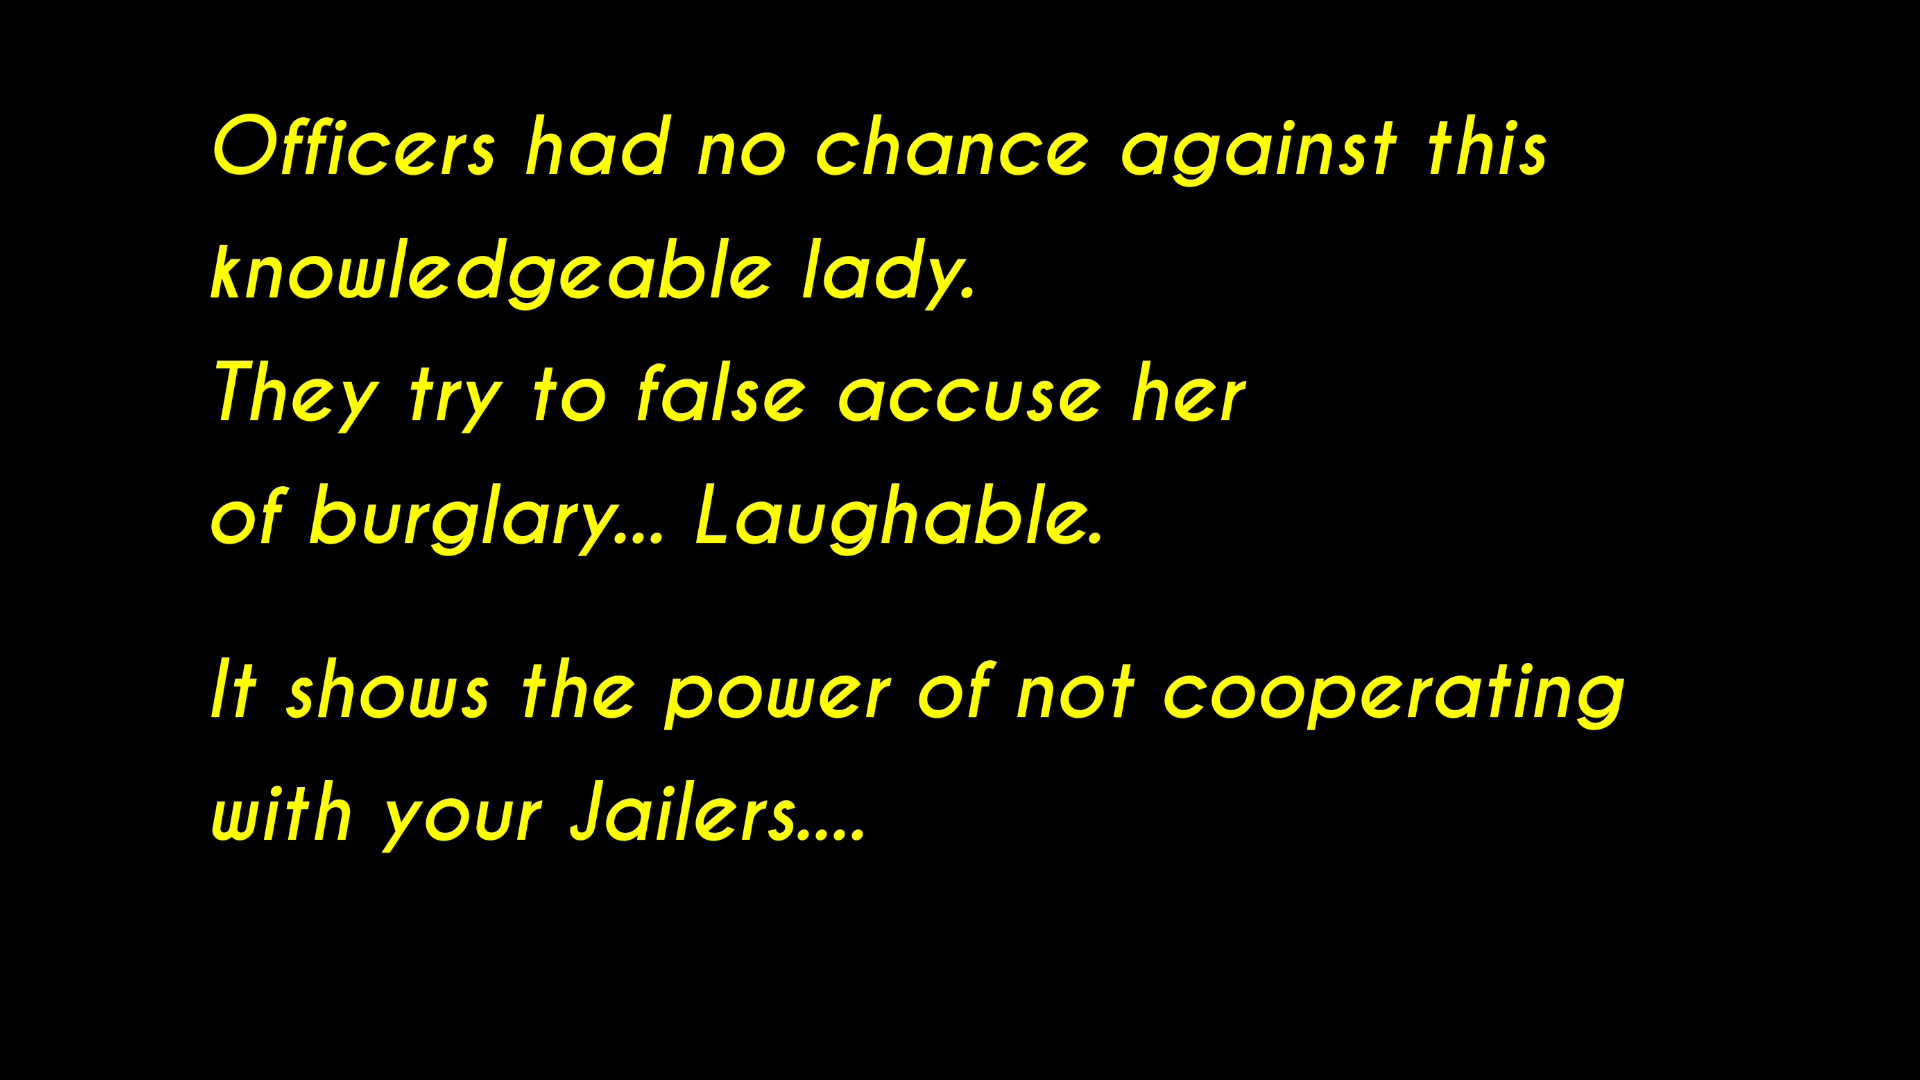 Officers had no chance against this
knowledgeable lady.
They try to false accuse her
of burglary... Laughable.
It shows the power of not cooperating
with your Jailers....